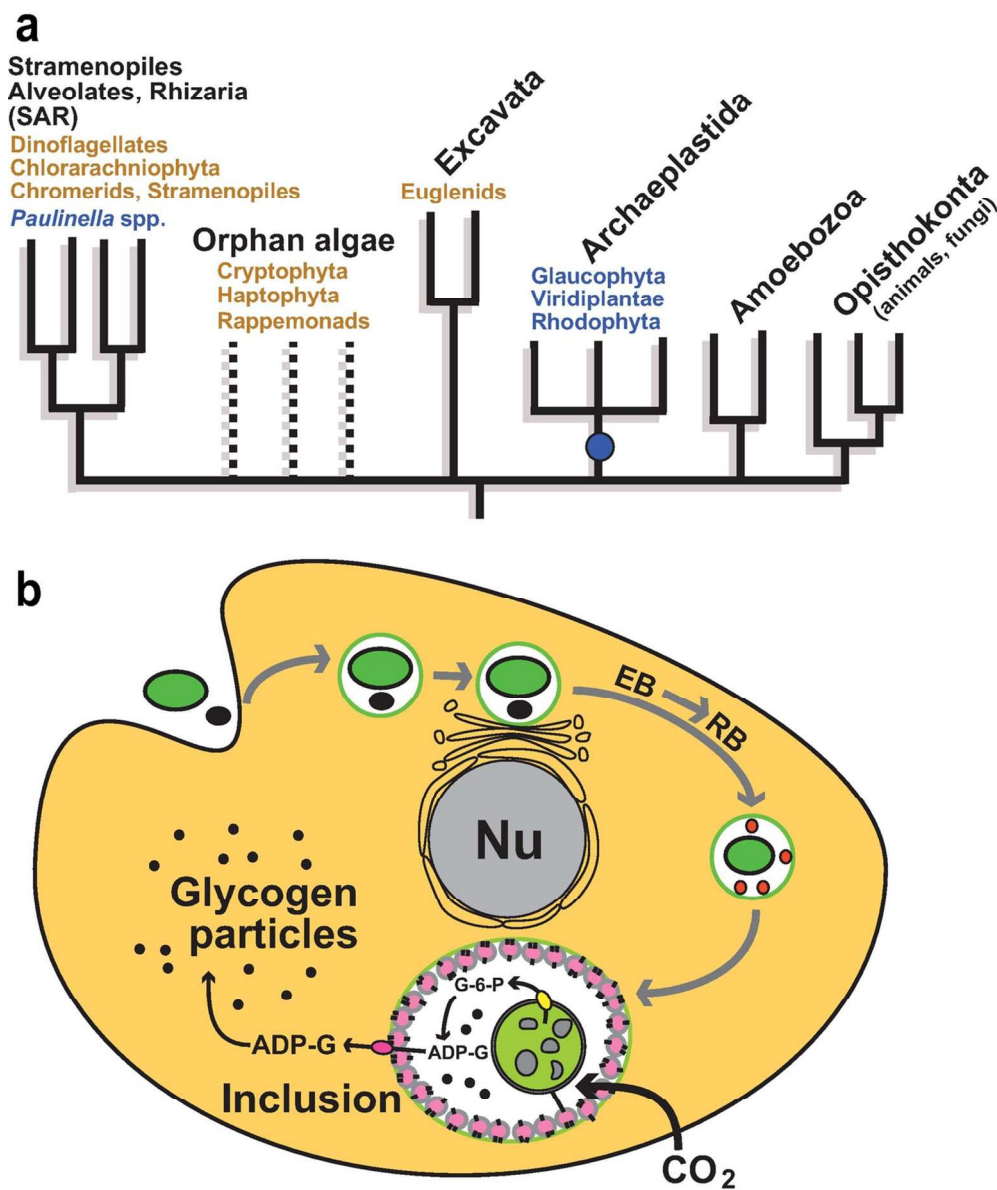 a
Stramenopiles
Alveolates, Rhizaria
(SAR)
Dinoflagellates
Chlorarachniophyta
Chromerids, Stramenopiles
Paulinella spp.
Orphan algae
Cryptophyta
Haptophyta
Rappemonads
Excavata
Euglenids
Archaeplastida
Glaucophyta
Viridiplantae
Rhodophyta
Amoebozoa
Opisthokonta
(animals, fungi)
b
EB
RB
Nu
Glycogen
particles
G-6-P
ADP-G
ADP-G
Inclusion
CO2